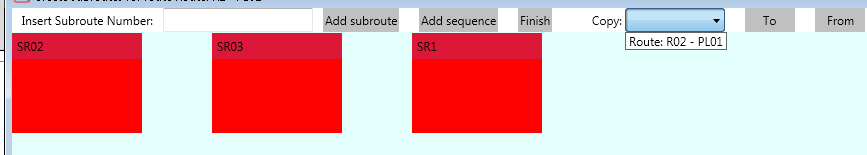 Insert Subroute Number: Add subroute Add sequence Finish Copy: To From
Route: R02 - PL01
SR02 SR03 SR1